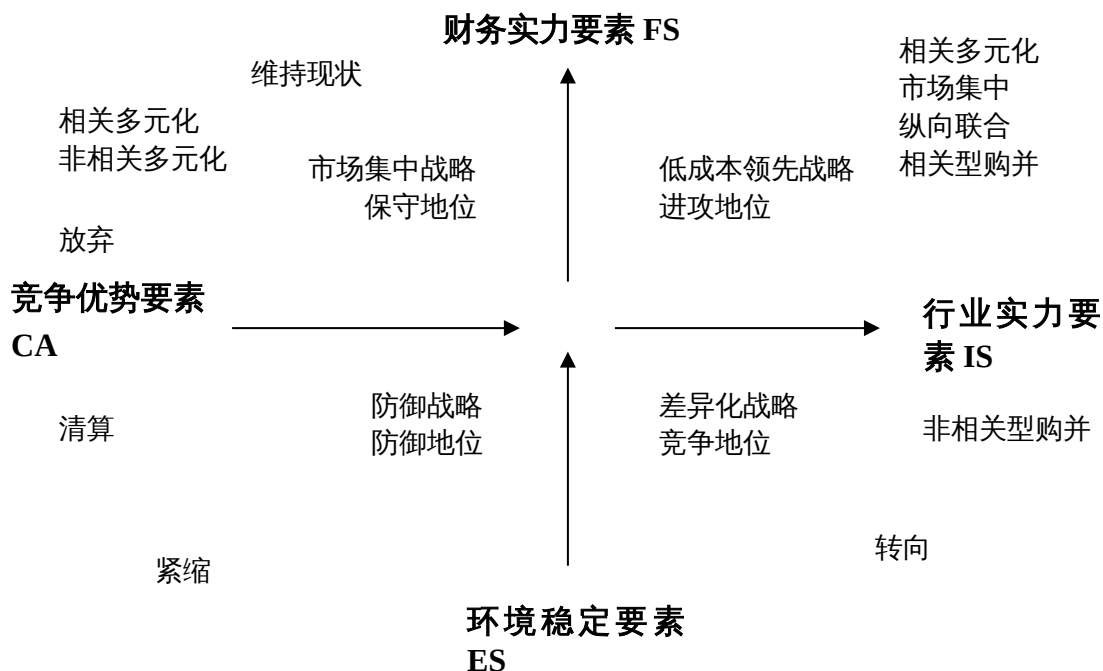 财务实力要素 FS
维持现状
相关多元化
非相关多元化
市场集中战略
保守地位
放弃
低成本领先战略
进攻地位
相关多元化
市场集中
纵向联合
相关型购并
竞争优势要素
CA
行业实力要
素 IS
清算
防御战略
防御地位
紧缩
差异化战略
竞争地位
非相关型购并
转向
环境稳定要素
ES